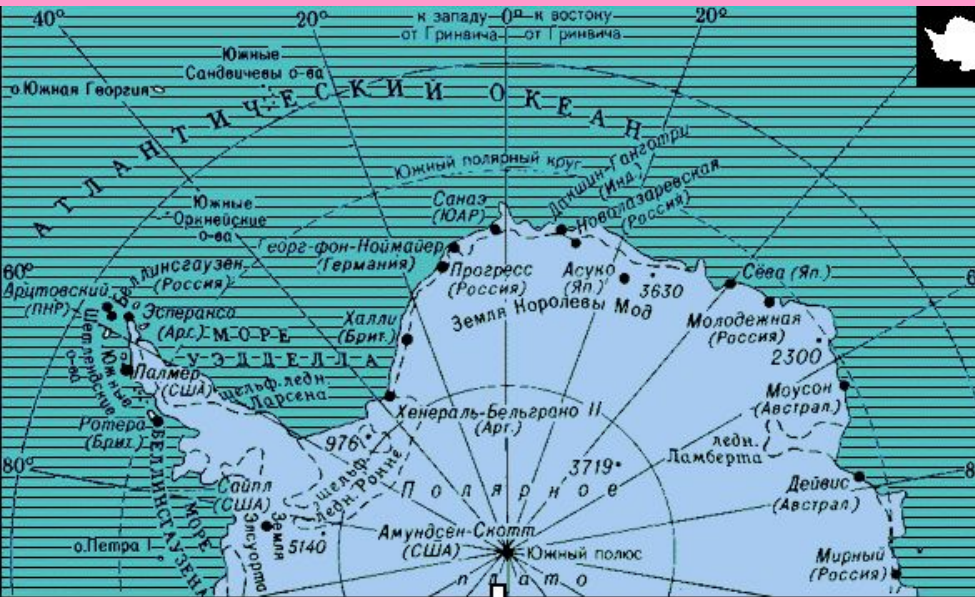 40°
20°
к западу
от Гринвича
0°
к востоку
от Гринвича
20°
Южные
Сандвичевы о-ва
о.Южная Георгия
АТЛАНТИЧЕСКИЙ ОКЕАН
Южный полярный круг
Южные
Оркнейские
о-ва
Санаэ
(ЮАР)
Дакшин-Ганготри
(Инд.)
Новолазаревская
(Россия)
Георг-фон-Ноймайер
(Германия)
60°
Беллинсгаузен
(Россия)
Арцтовский
(ПНР)
Эсперансо
(Арг.)
Прогресс
(Россия)
Асуко
(Яп.)
3630
Сёва (Яп.)
6
Земля Королевы Мод
Молодежная
(Россия)
2300
МОРЕ
УЭДДЕЛЛА
Халли
(Брит.)
Южные
Шетлендские
о-ва
Палмер
(США)
шельф.ледн.
Ларсена
Моусон
(Австрал.)
Ротера
(Брит.)
Хенераль-Бельграно II
(Арг.)
976
ледн.
Ламберта
80°
3719
8
шельф.
ледн. Ронне
Сайпл
(США)
Полярное
Дейвис
(Австрал.)
Земля
Элсуорта
5140
Амундсен-Скотт
(США)
Южный полюс
о.Петра I
МОРЕ
БЕЛЛИНСГАУЗЕНА
Мирный
(Россия)
плато